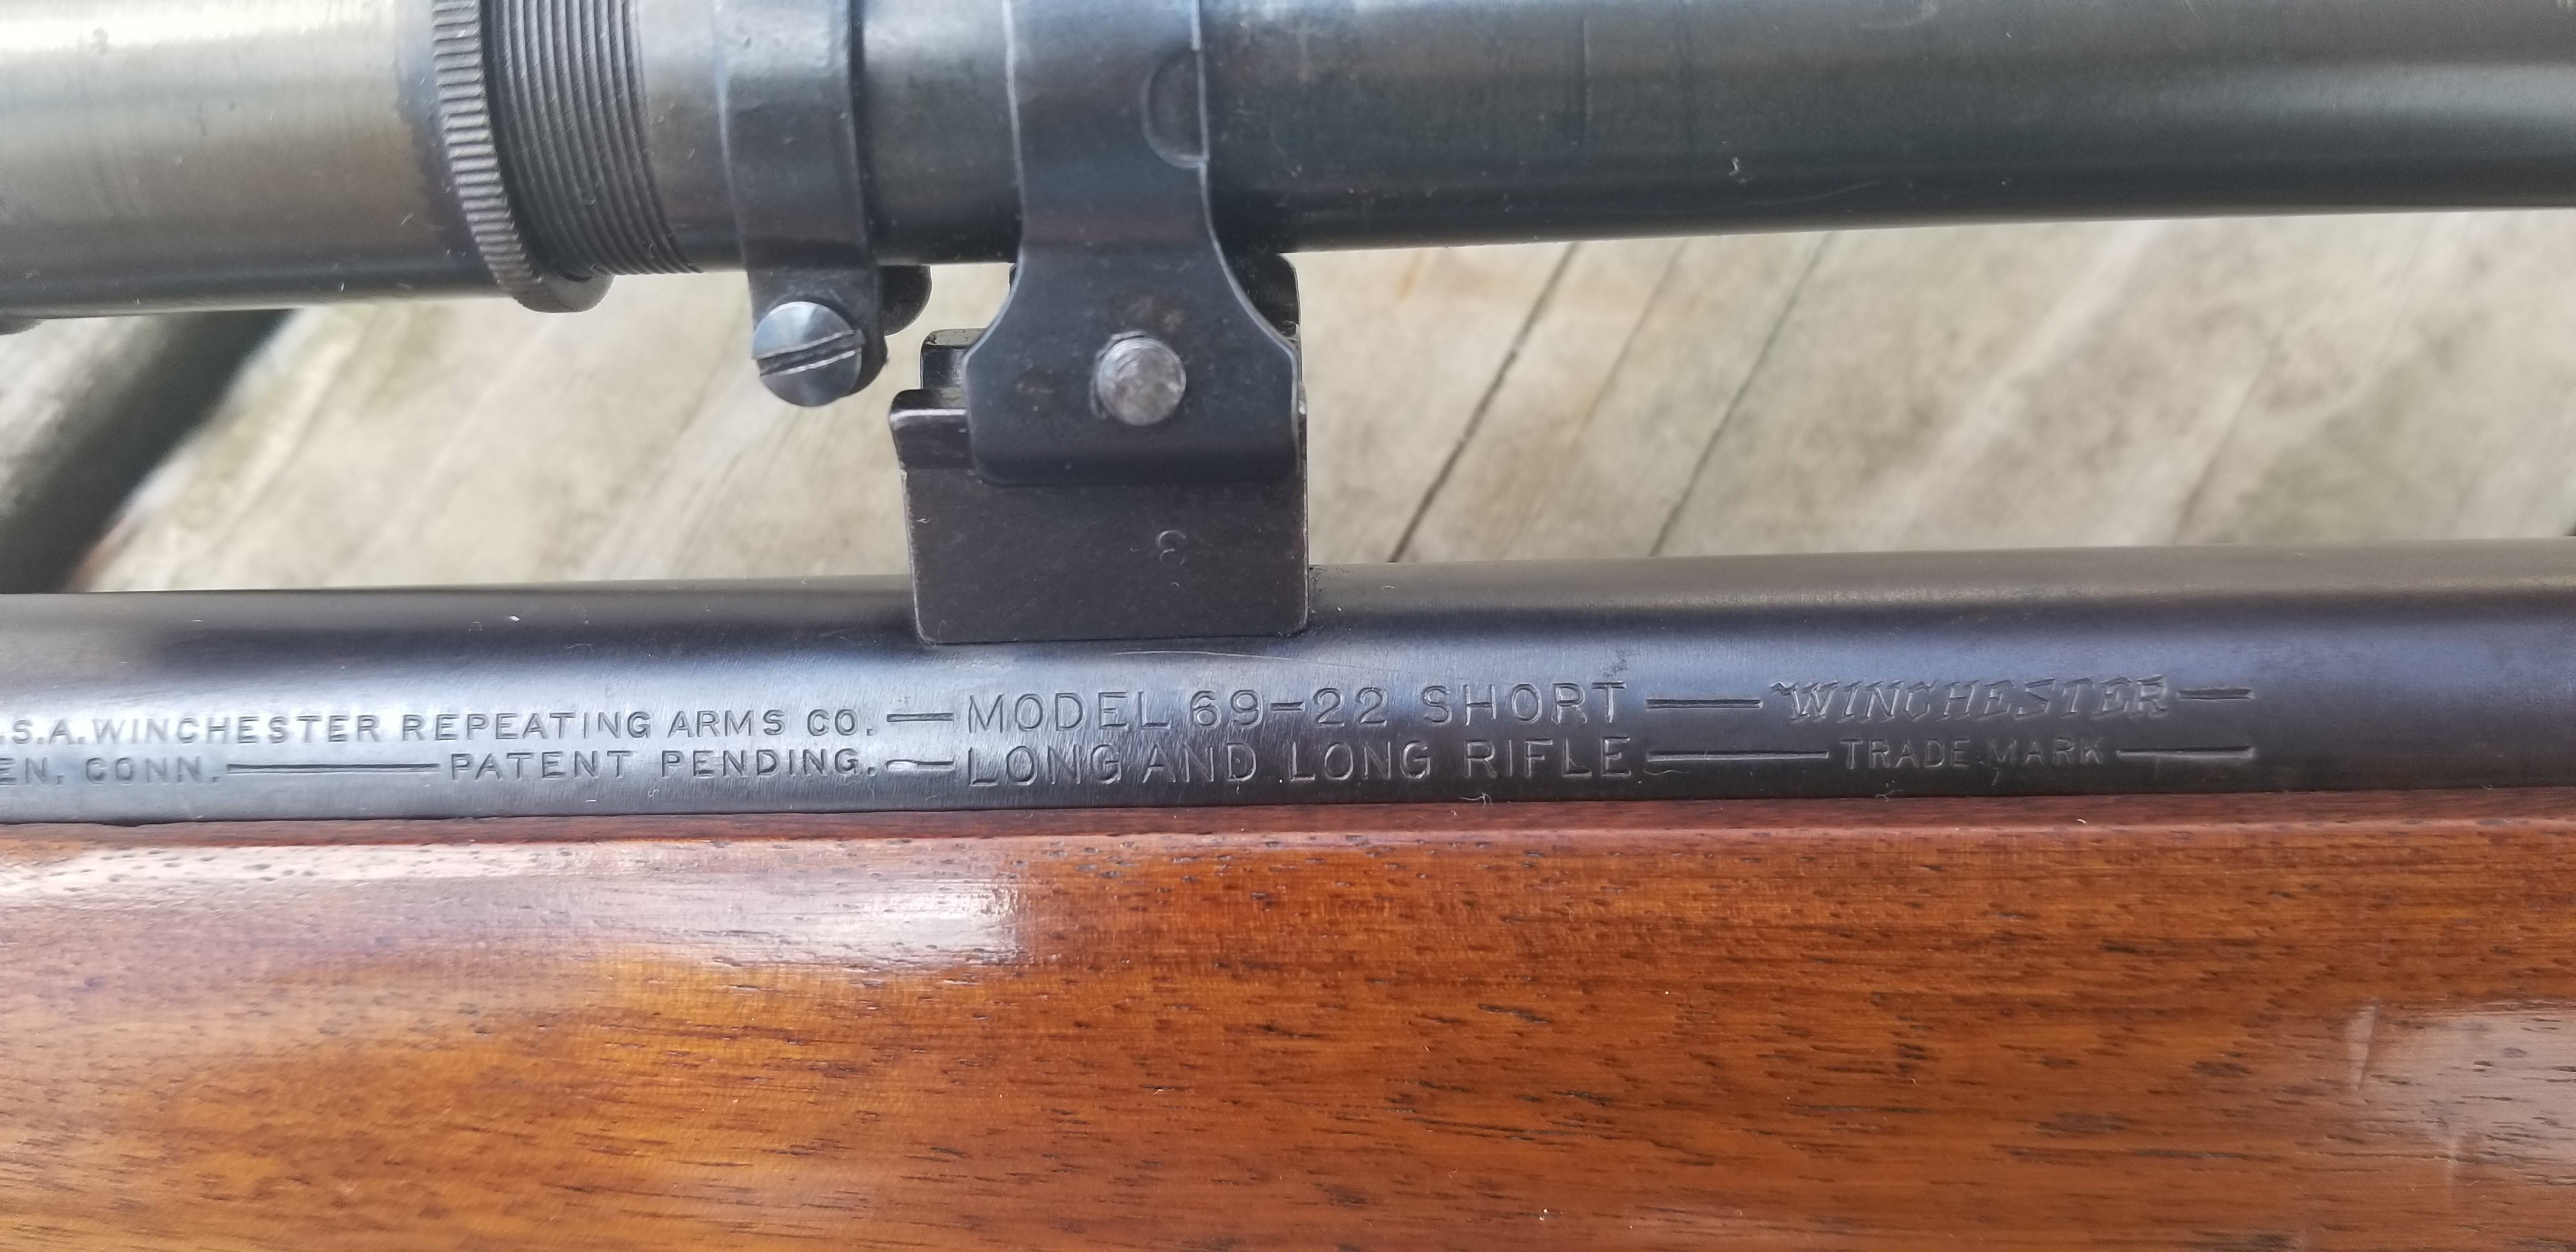 3
.S.A. WINCHESTER REPEATING ARMS CO. — MODEL 69-22 SHORT — WINCHESTER —
EN, CONN. — PATENT PENDING. — LONG AND LONG RIFLE — TRADE MARK —